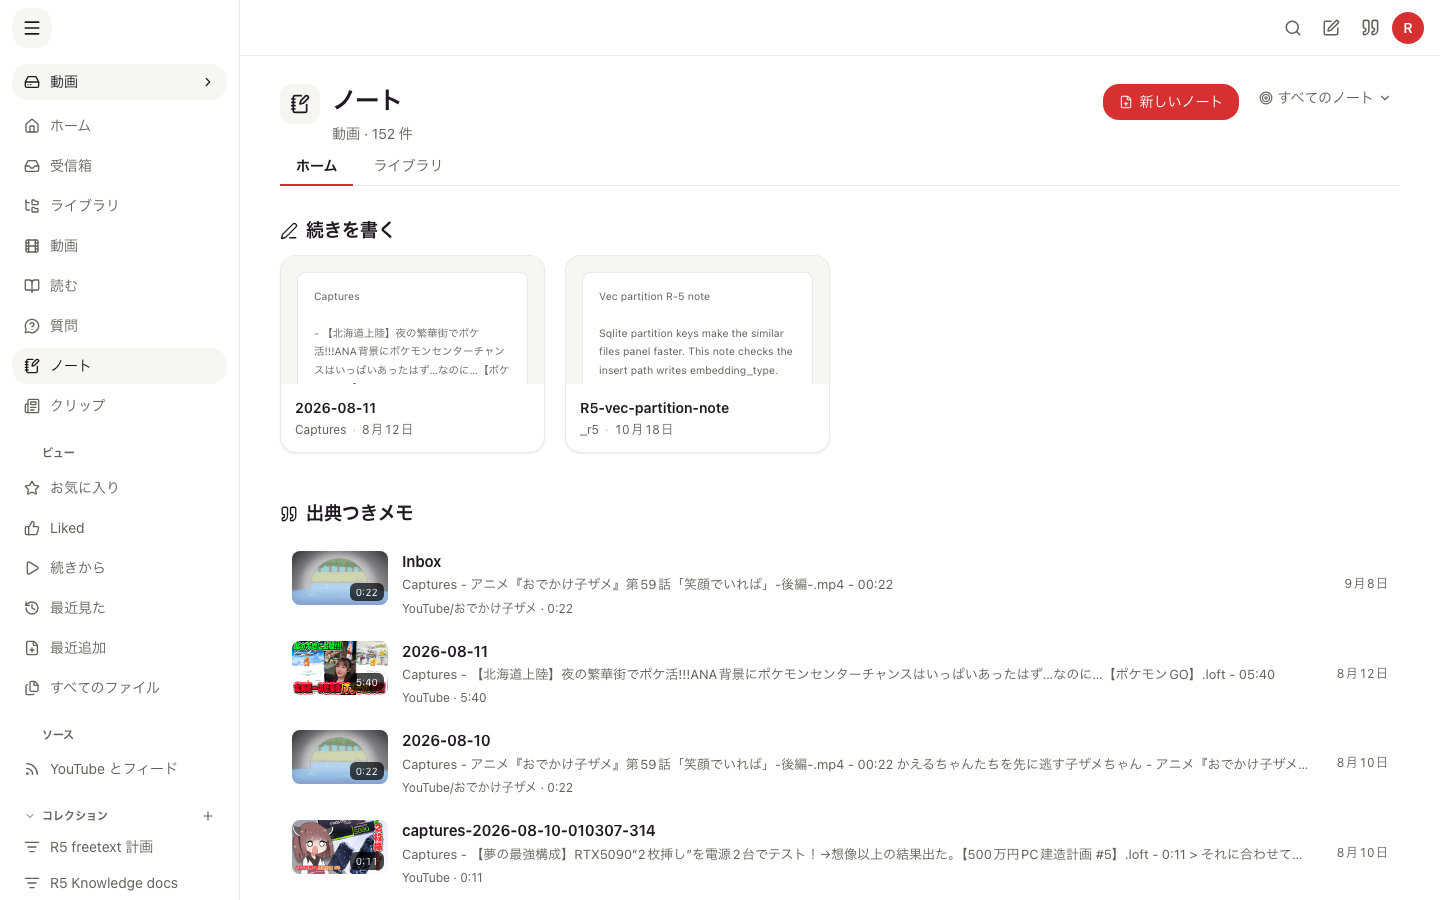 動画
ホーム
受信箱
ライブラリ
動画
読む
質問
ノート
クリップ
ビュー
お気に入り
Liked
続きから
最近見た
最近追加
すべてのファイル
ソース
YouTube とフィード
コレクション
R5 freetext 計画
R5 Knowledge docs
R
ノート
動画 · 152 件
新しいノート
すべてのノート
ホーム
ライブラリ
続きを書く
Captures
- 【北海道上陸】夜の繁華街でポケ
活!!!ANA背景にポケモンセンターチャン
スはいっぱいあったはず…なのに…【ポケ
2026-08-11
Captures · 8月12日
Vec partition R-5 note
Sqlite partition keys make the similar
files panel faster. This note checks the
insert path writes embedding_type.
R5-vec-partition-note
_r5 · 10月18日
出典つきメモ
0:22
Inbox
Captures - アニメ『おでかけ子ザメ』第59話「笑顔でいれば」-後編-.mp4 - 00:22
9月8日
YouTube/おでかけ子ザメ · 0:22
5:40
2026-08-11
Captures - 【北海道上陸】夜の繁華街でポケ活!!!ANA背景にポケモンセンターチャンスはいっぱいあったはず…なのに…【ポケモンGO】.loft - 05:40
8月12日
YouTube · 5:40
0:22
2026-08-10
Captures - アニメ『おでかけ子ザメ』第59話「笑顔でいれば」-後編-.mp4 - 00:22 かえるちゃんたちを先に逃す子ザメちゃん - アニメ『おでかけ子ザメ…
8月10日
YouTube/おでかけ子ザメ · 0:22
0:11
captures-2026-08-10-010307-314
Captures - 【夢の最強構成】RTX5090"2枚挿し"を電源2台でテスト！→想像以上の結果出た。【500万円PC建造計画 #5】.loft - 0:11 > それに合わせて…
8月10日
YouTube · 0:11